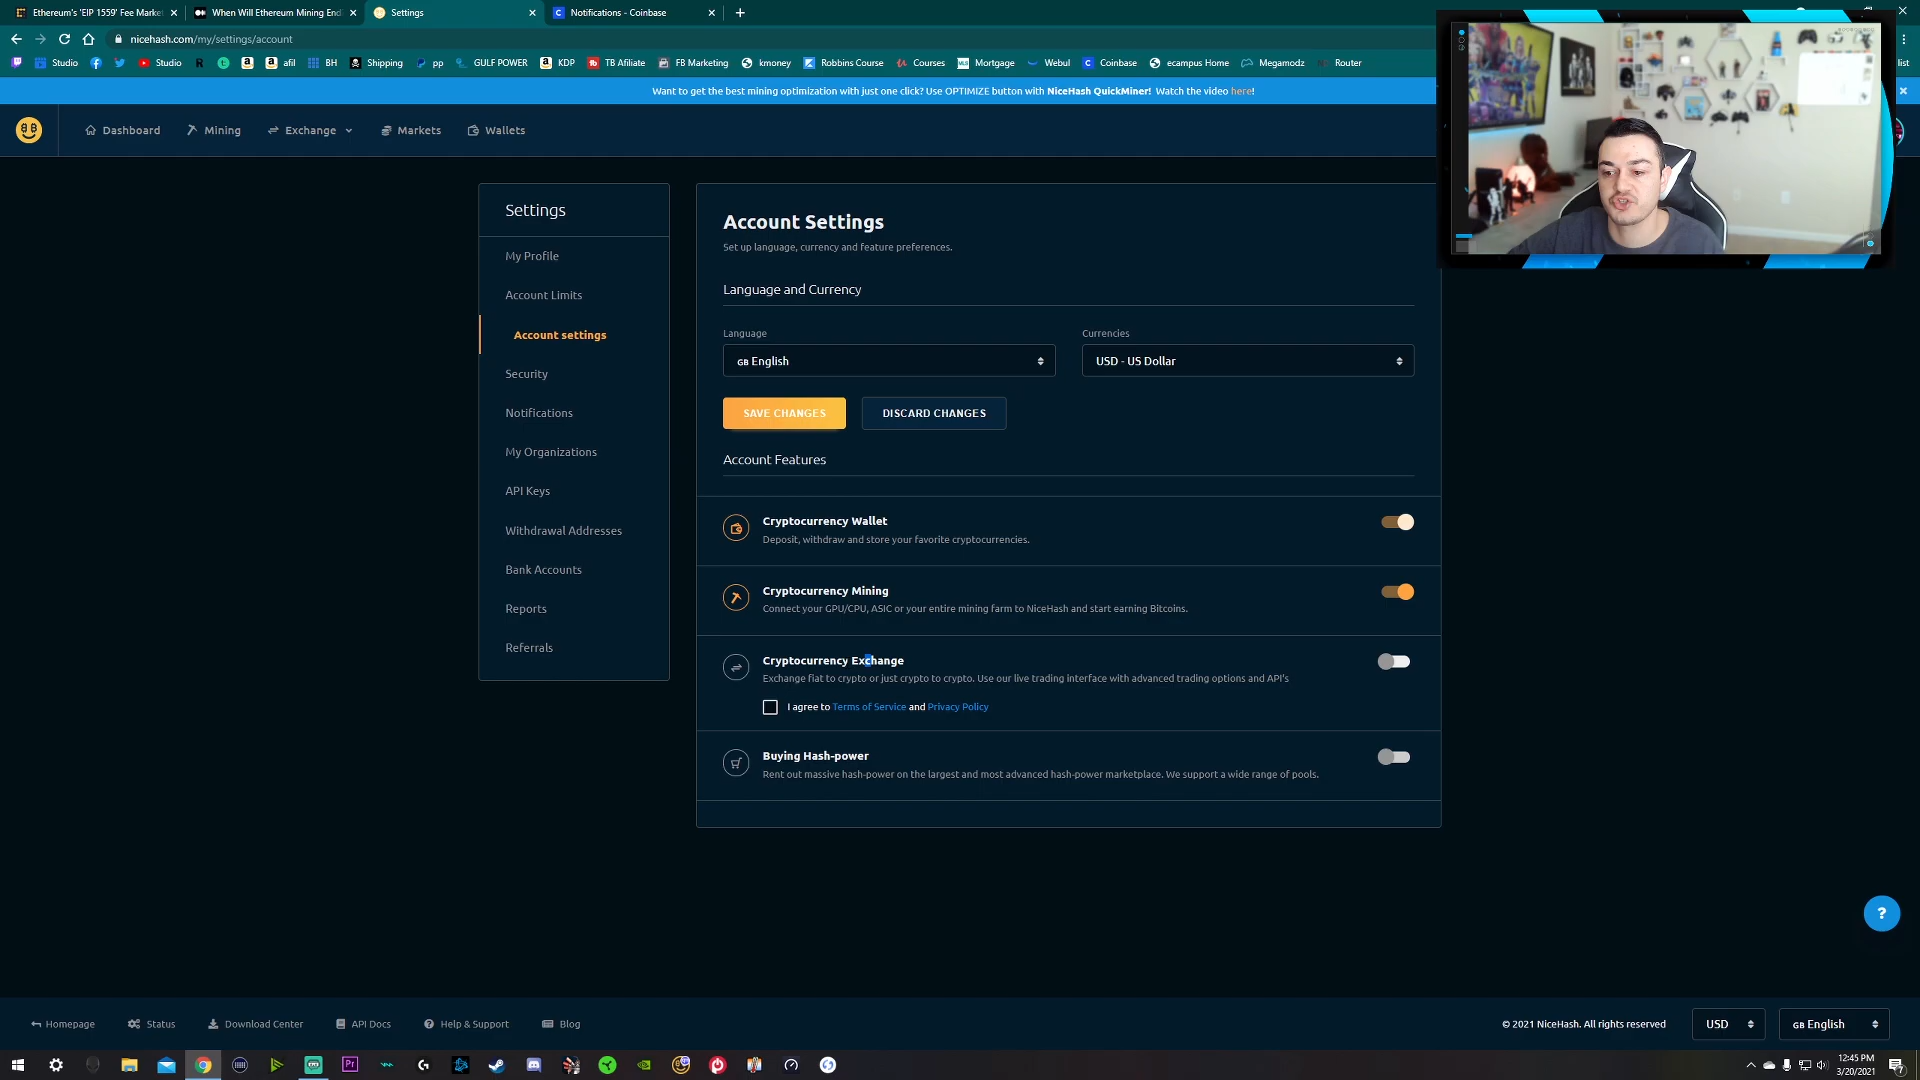 Ethereum's 'EIP 1559' Fee Market
When Will Ethereum Mining End
Settings
Notifications - Coinbase
nicehash.com/my/settings/account
Studio
Studio
afil
BH
Shipping
pp
GULF POWER
KDP
TB Afiliate
FB Marketing
kmoney
Robbins Course
Courses
Mortgage
Webul
Coinbase
ecampus Home
Megamodz
Router
list
Want to get the best mining optimization with just one click? Use OPTIMIZE button with NiceHash QuickMiner! Watch the video here!
Dashboard
Mining
Exchange
Markets
Wallets
Settings
My Profile
Account Limits
Account settings
Security
Notifications
My Organizations
API Keys
Withdrawal Addresses
Bank Accounts
Reports
Referrals
Account Settings
Set up language, currency and feature preferences.
Language and Currency
Language
Currencies
GB English
USD - US Dollar
SAVE CHANGES
DISCARD CHANGES
Account Features
Cryptocurrency Wallet
Deposit, withdraw and store your favorite cryptocurrencies.
Cryptocurrency Mining
Connect your GPU/CPU, ASIC or your entire mining farm to NiceHash and start earning Bitcoins.
Cryptocurrency Exchange
Exchange fiat to crypto or just crypto to crypto. Use our live trading interface with advanced trading options and API's
I agree to Terms of Service and Privacy Policy
Buying Hash-power
Rent out massive hash-power on the largest and most advanced hash-power marketplace. We support a wide range of pools.
?
Homepage
Status
Download Center
API Docs
Help & Support
Blog
© 2021 NiceHash. All rights reserved
USD
GB English
12:45 PM
3/20/2021